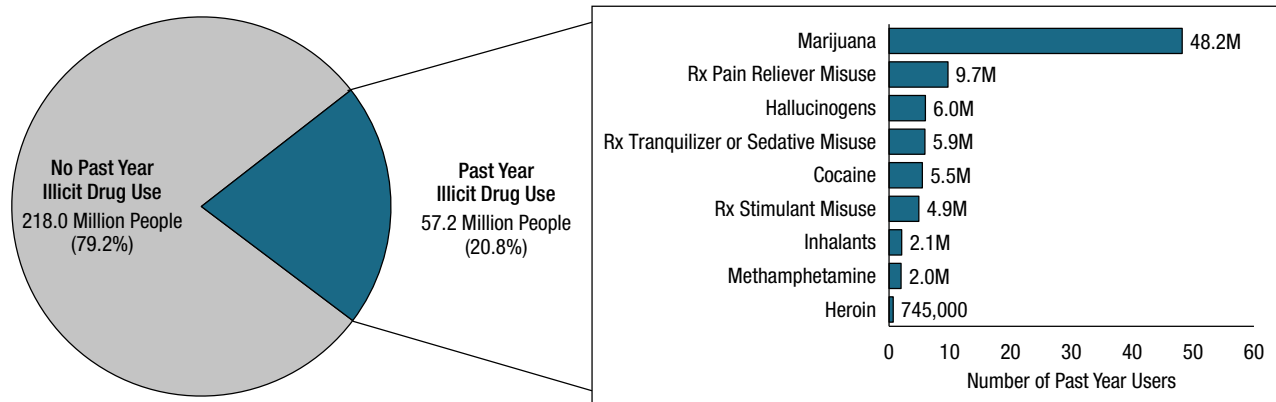 No Past Year
Illicit Drug Use
218.0 Million People
(79.2%)
Past Year
Illicit Drug Use
57.2 Million People
(20.8%)
Marijuana 48.2M
Rx Pain Reliever Misuse 9.7M
Hallucinogens 6.0M
Rx Tranquilizer or Sedative Misuse 5.9M
Cocaine 5.5M
Rx Stimulant Misuse 4.9M
Inhalants 2.1M
Methamphetamine 2.0M
Heroin 745,000
0 10 20 30 40 50 60
Number of Past Year Users